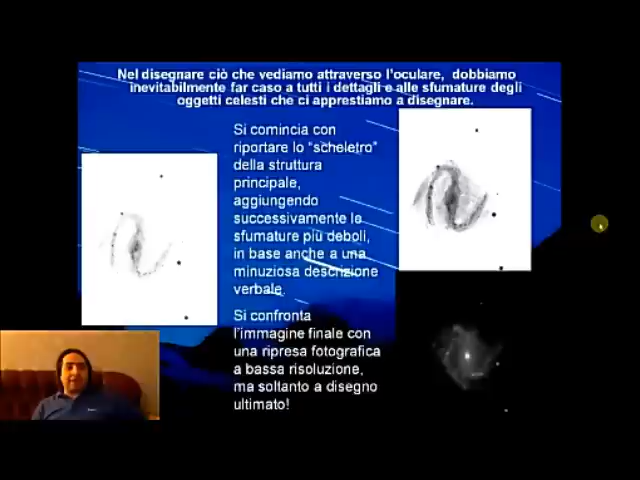 Nel disegnare ciò che vediamo attraverso l'oculare, dobbiamo
inevitabilmente far caso a tutti i dettagli e alle sfumature degli
oggetti celesti che ci apprestiamo a disegnare.
Si comincia con
riportare lo "scheletro"
della struttura
principale,
aggiungendo
successivamente le
sfumature più deboli,
in base anche a una
minuziosa descrizione
verbale.
Si confronta
l'immagine finale con
una ripresa fotografica
a bassa risoluzione,
ma soltanto a disegno
ultimato!